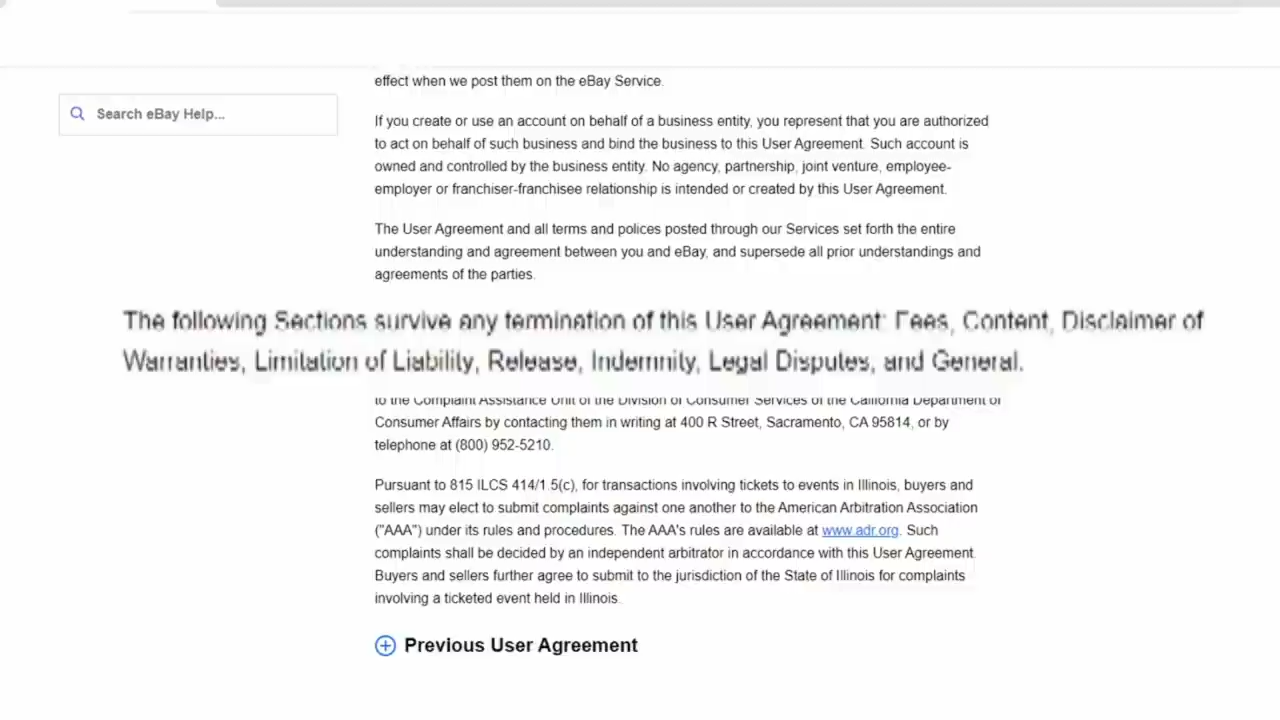 effect when we post them on the eBay Service.
Search eBay Help...
If you create or use an account on behalf of a business entity, you represent that you are authorized
to act on behalf of such business and bind the business to this User Agreement. Such account is
owned and controlled by the business entity. No agency, partnership, joint venture, employee-
employer or franchiser-franchisee relationship is intended or created by this User Agreement.
The User Agreement and all terms and polices posted through our Services set forth the entire
understanding and agreement between you and eBay, and supersede all prior understandings and
agreements of the parties.
The following Sections survive any termination of this User Agreement: Fees, Content, Disclaimer of
Warranties, Limitation of Liability, Release, Indemnity, Legal Disputes, and General.
to the Complaint Assistance Unit of the Division of Consumer Services of the California Department of
Consumer Affairs by contacting them in writing at 400 R Street, Sacramento, CA 95814, or by
telephone at (800) 952-5210.
Pursuant to 815 ILCS 414/1.5(c), for transactions involving tickets to events in Illinois, buyers and
sellers may elect to submit complaints against one another to the American Arbitration Association
("AAA") under its rules and procedures. The AAA's rules are available at www.adr.org. Such
complaints shall be decided by an independent arbitrator in accordance with this User Agreement.
Buyers and sellers further agree to submit to the jurisdiction of the State of Illinois for complaints
involving a ticketed event held in Illinois.
Previous User Agreement